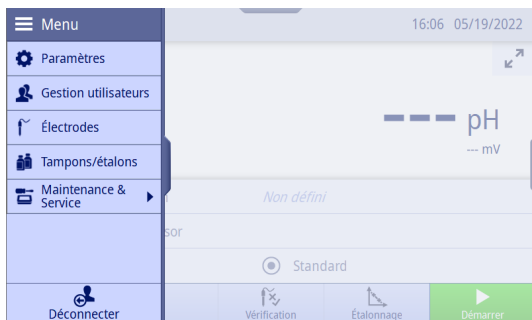 Menu
16:06 05/19/2022
Paramètres
Gestion utilisateurs
Électrodes
Tampons/étalons
Maintenance &
Service
--- pH
--- mV
Non défini
sor
Standard
Déconnecter
Vérification
Étalonnage
Démarrer